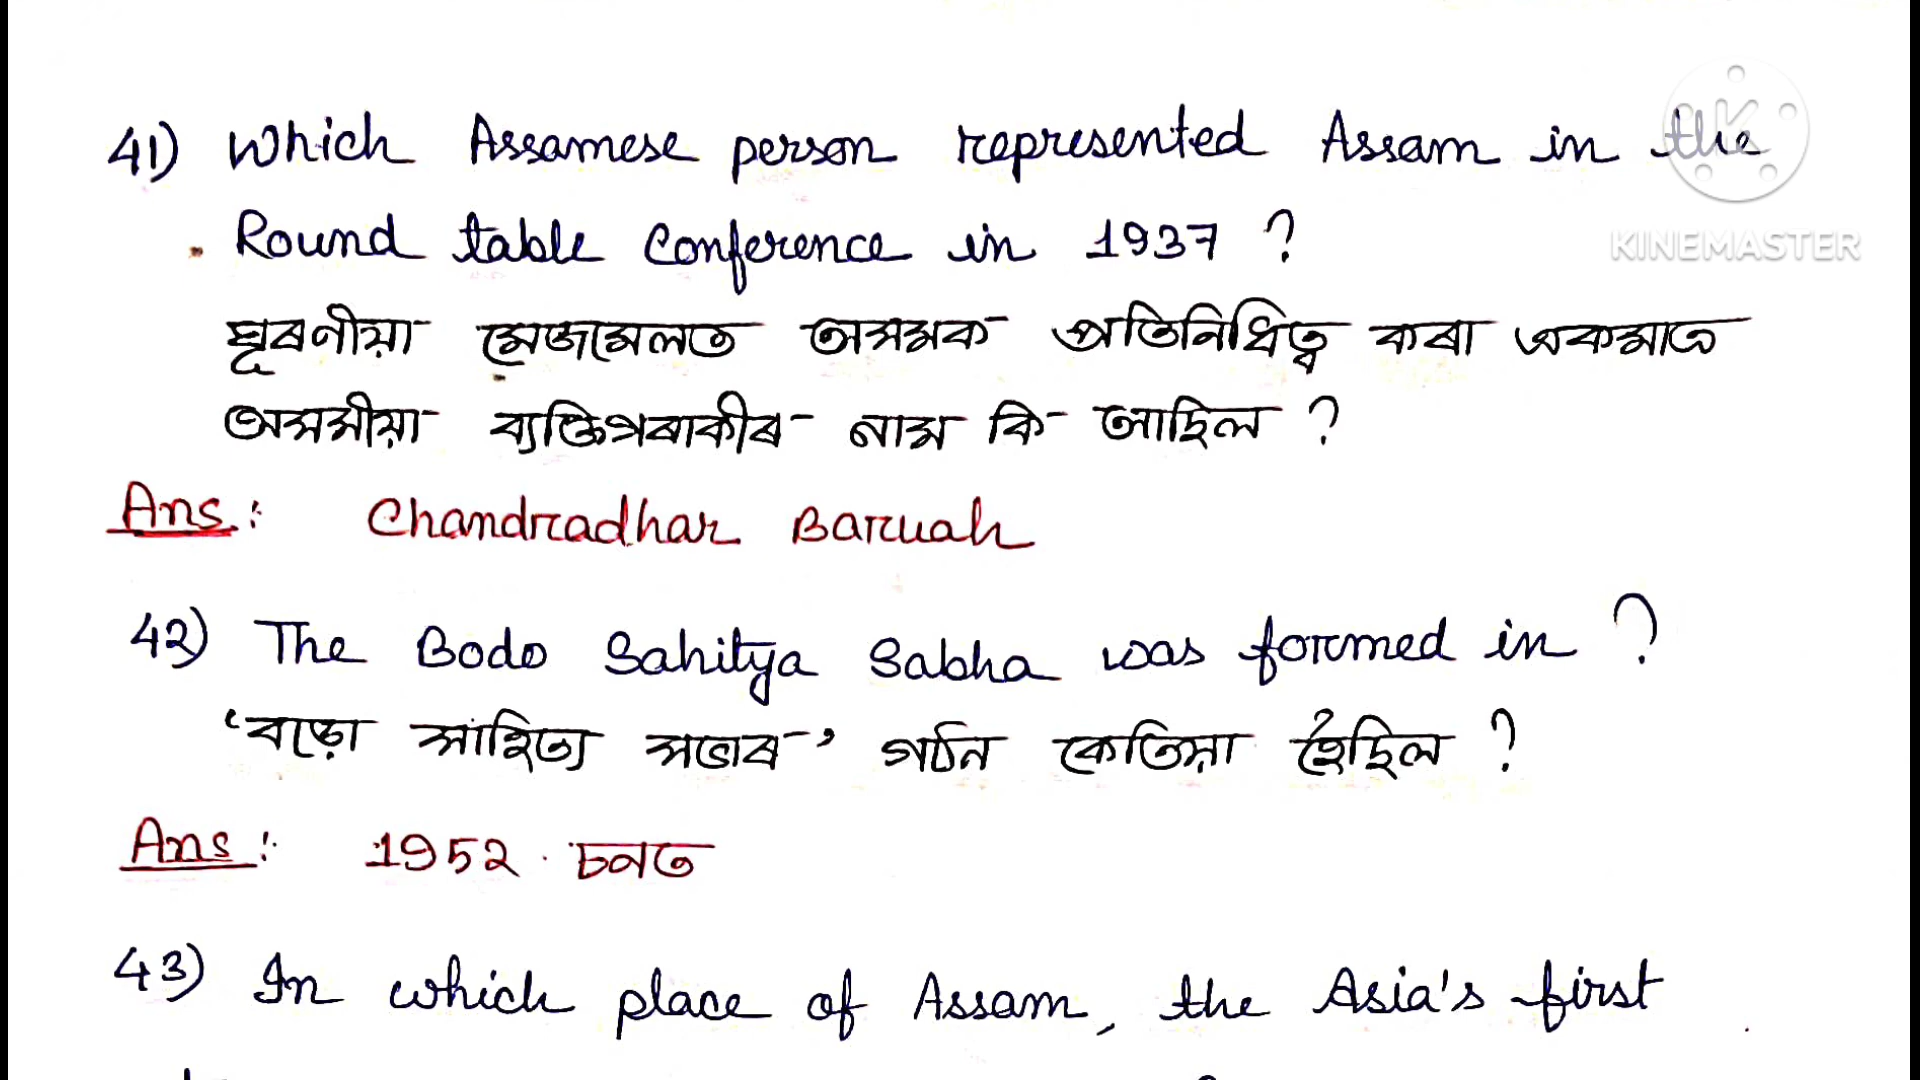 41) Which Assamese person represented Assam in the
Round table Conference in 1937 ?
ঘূৰণীয়া মেজমেলত অসমক প্ৰতিনিধিত্ব কৰা একমাত্ৰ
অসমীয়া ব্যক্তিগৰাকীৰ নাম কি আছিল ?
Ans: Chandradhar Baruah
42) The Bodo Sahitya Sabha was formed in ?
‘বড়ো সাহিত্য সভাৰ’ গঠন কেতিয়া হৈছিল ?
Ans: 1952 চনত
43) In which place of Assam, the Asia's first
KINEMASTER